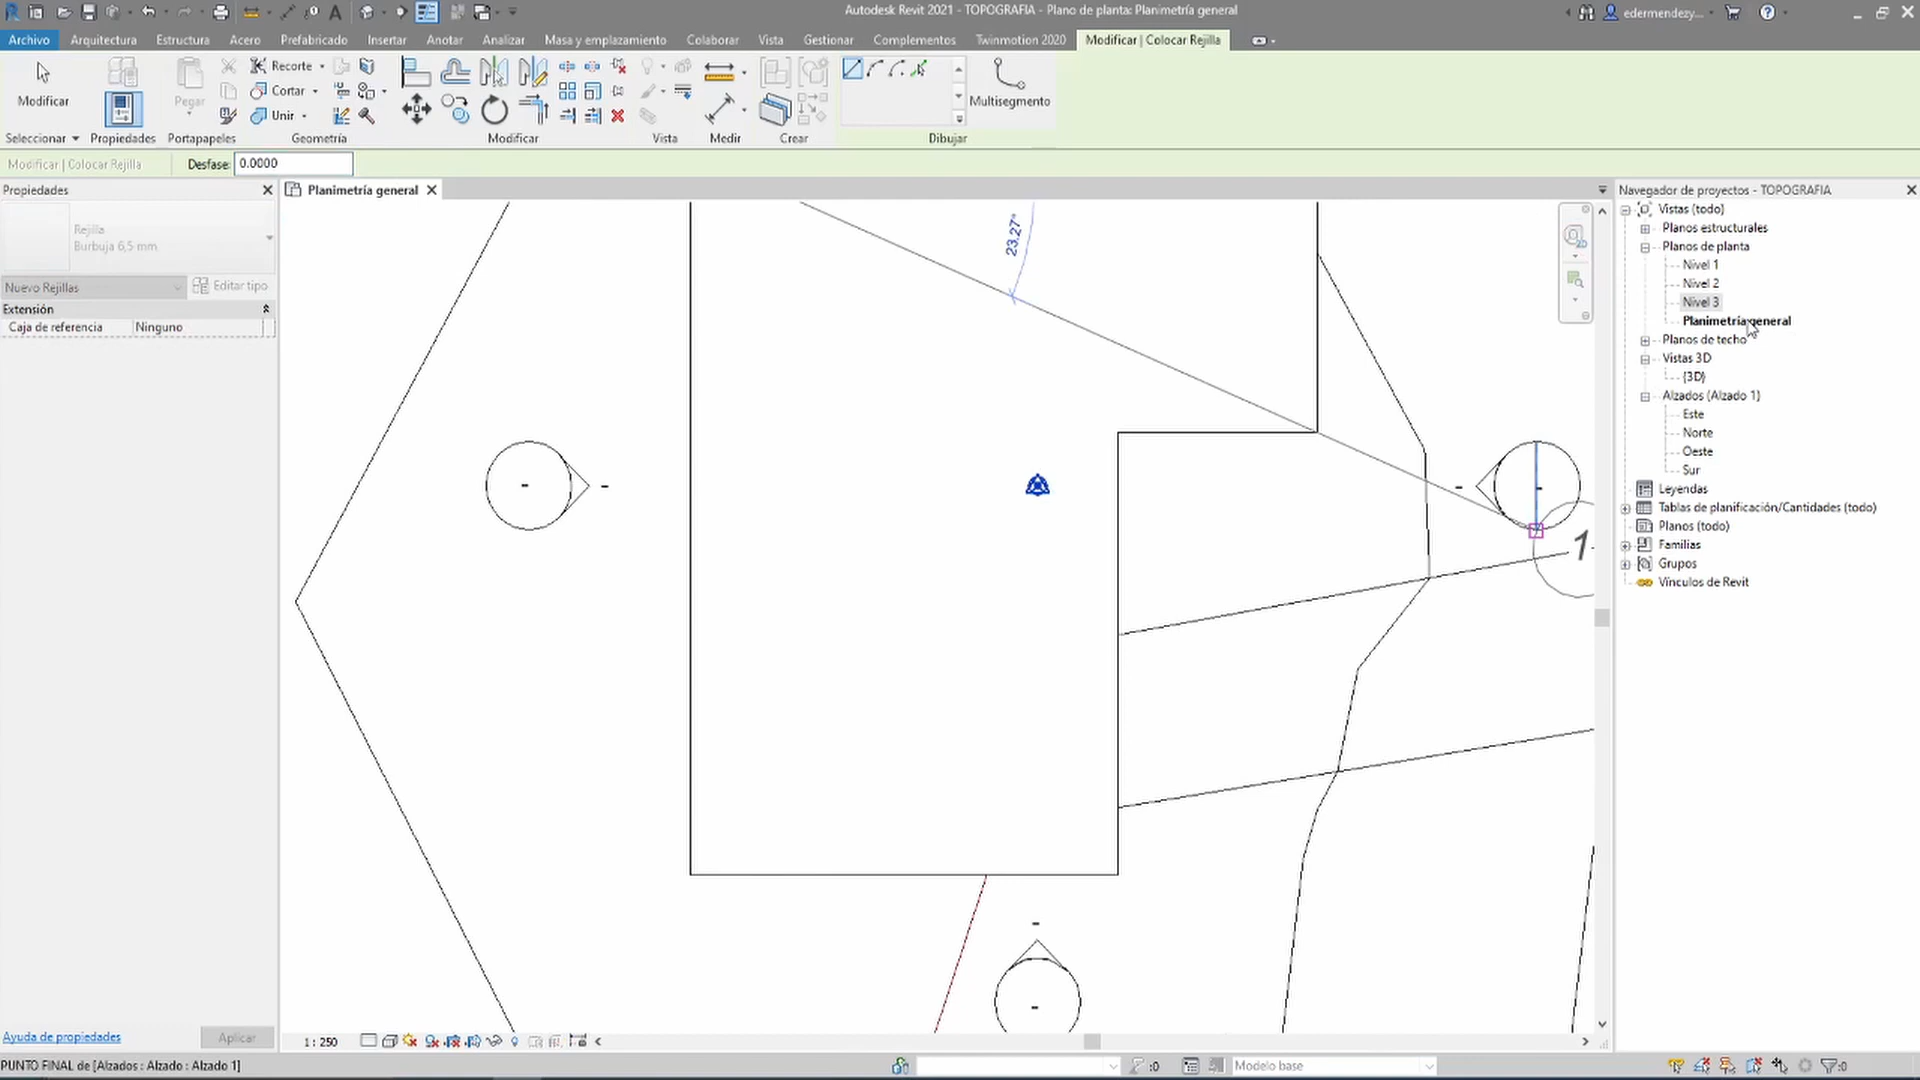 Autodesk Revit 2021 - TOPOGRAFIA - Plano de planta: Planimetría general
edermendezy...
Archivo Arquitectura Estructura Acero Prefabricado Insertar Anotar Analizar Masa y emplazamiento Colaborar Vista Gestionar Complementos Twinmotion 2020 Modificar | Colocar Rejilla
Modificar
Pegar
Recorte
Cortar
Unir
Multisegmento
Seleccionar Propiedades Portapapeles Geometría Modificar Vista Medir Crear Dibujar
Modificar | Colocar Rejilla Desfase: 0.0000
Propiedades
Rejilla
Burbuja 6,5 mm
Nuevo Rejillas Editar tipo
Extensión
Caja de referencia Ninguno
Ayuda de propiedades Aplicar
Planimetría general
23.27°
1
1 : 250
Navegador de proyectos - TOPOGRAFIA
Vistas (todo)
Planos estructurales
Planos de planta
Nivel 1
Nivel 2
Nivel 3
Planimetría general
Planos de techo
Vistas 3D
{3D}
Alzados (Alzado 1)
Este
Norte
Oeste
Sur
Leyendas
Tablas de planificación/Cantidades (todo)
Planos (todo)
Familias
Grupos
Vínculos de Revit
PUNTO FINAL de [Alzados : Alzado : Alzado 1] :0 Modelo base :0